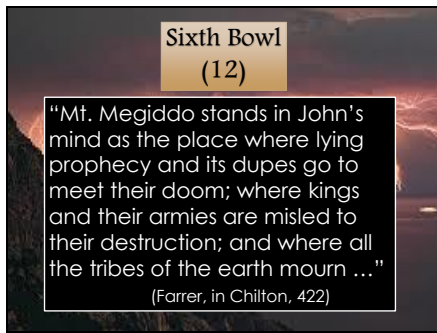 Sixth Bowl
(12)
“Mt. Megiddo stands in John’s
mind as the place where lying
prophecy and its dupes go to
meet their doom; where kings
and their armies are misled to
their destruction; and where all
the tribes of the earth mourn …”
(Farrer, in Chilton, 422)